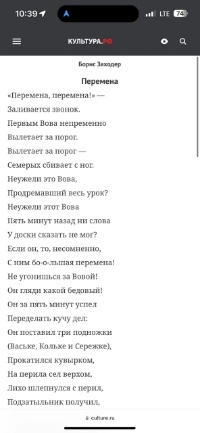 10:39
LTE 74
КУЛЬТУРА.РФ
Борис Заходер
Перемена
«Перемена, перемена!» —
Заливается звонок.
Первым Вова непременно
Вылетает за порог.
Вылетает за порог —
Семерых сбивает с ног.
Неужели это Вова,
Продремавший весь урок?
Неужели этот Вова
Пять минут назад ни слова
У доски сказать не мог?
Если он, то, несомненно,
С ним бо-о-льшая перемена!
Не угонишься за Вовой!
Он гляди какой бедовый!
Он за пять минут успел
Переделать кучу дел:
Он поставил три подножки
(Ваське, Кольке и Сережке),
Прокатился кувырком,
На перила сел верхом,
Лихо шлепнулся с перил,
Подзатыльник получил,
culture.ru